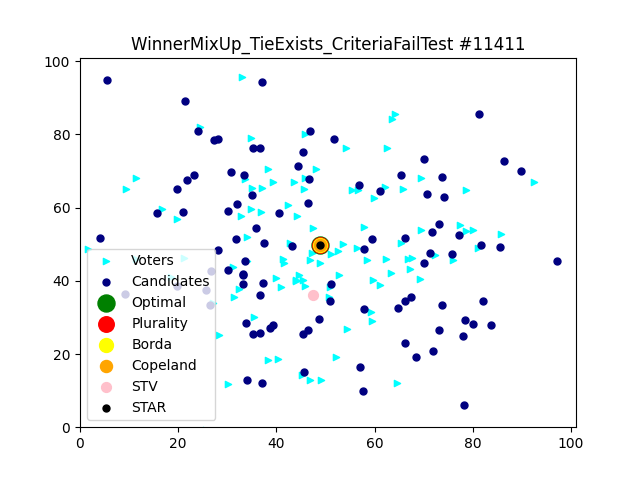 WinnerMixUp_TieExists_CriteriaFailTest #11411
100
80
60
40
20
0
Voters
Candidates
Optimal
Plurality
Borda
Copeland
STV
STAR
0 20 40 60 80 100